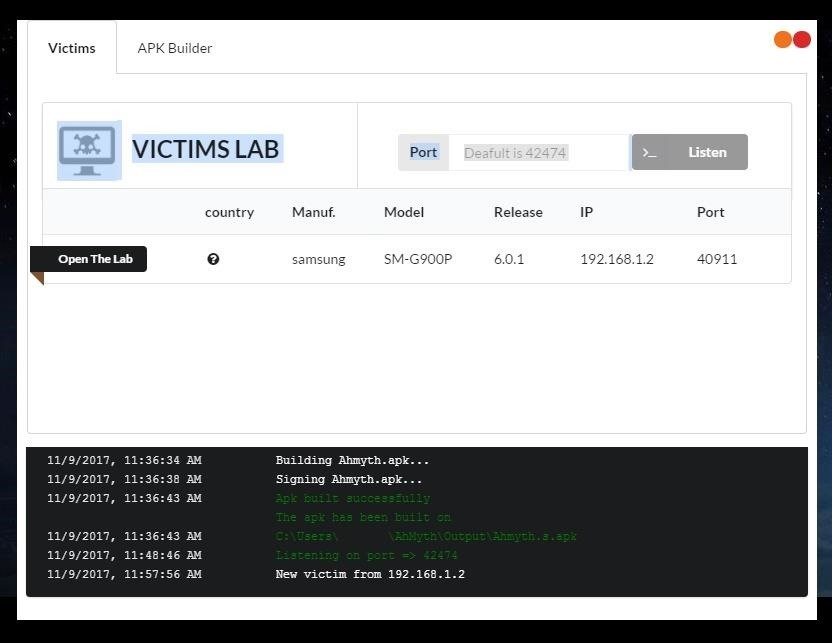 Victims APK Builder
VICTIMS LAB Port Deafult is 42474 >_ Listen
country Manuf. Model Release IP Port
Open The Lab samsung SM-G900P 6.0.1 192.168.1.2 40911
11/9/2017, 11:36:34 AM Building Ahmyth.apk...
11/9/2017, 11:36:38 AM Signing Ahmyth.apk...
11/9/2017, 11:36:43 AM Apk built successfully
The apk has been built on
11/9/2017, 11:36:43 AM C:\Users\ \AhMyth\Output\Ahmyth.s.apk
11/9/2017, 11:48:46 AM Listening on port => 42474
11/9/2017, 11:57:56 AM New victim from 192.168.1.2